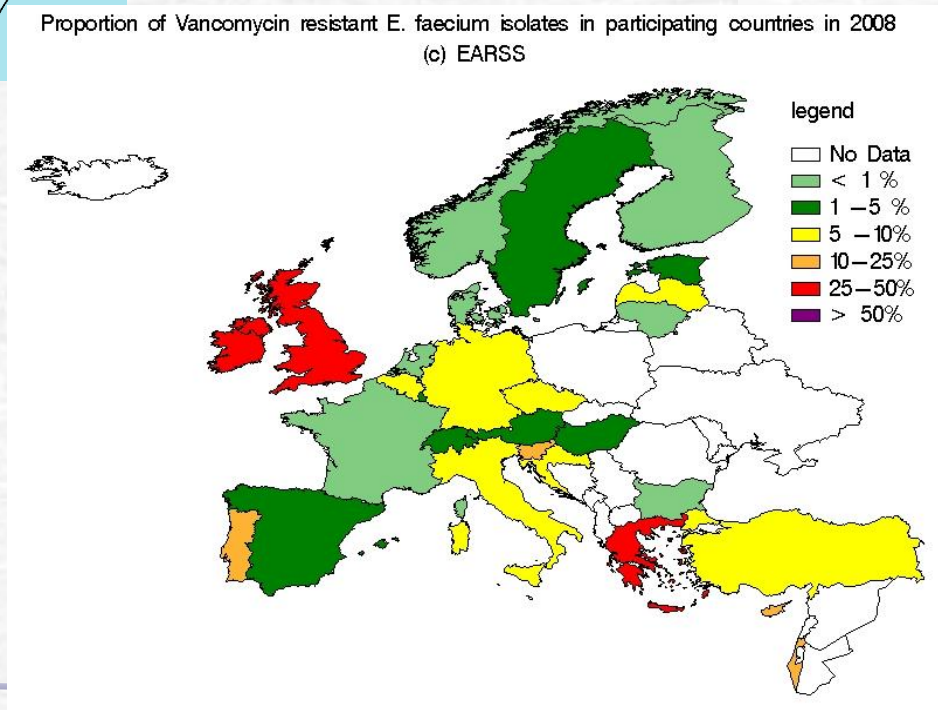 Proportion of Vancomycin resistant E. faecium isolates in participating countries in 2008
(c) EARSS
legend
No Data
< 1 %
1 –5 %
5 –10%
10–25%
25–50%
> 50%